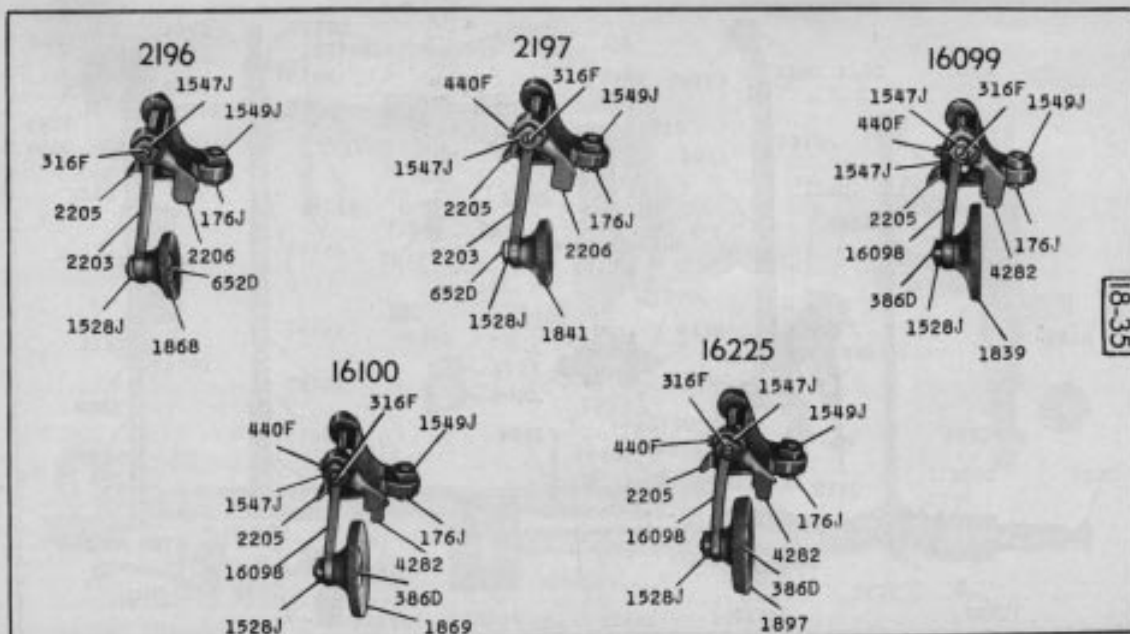 2196
1547J
1549J
316F
2205
176J
2203
2206
652D
1528J
1868
2197
440F
316F
1549J
1547J
2205
176J
2203
2206
652D
1528J
1841
16099
1547J
316F
1549J
440F
1547J
2205
176J
16098
4282
386D
1528J
1839
18-35
16100
316F
440F
1549J
1547J
2205
176J
16098
4282
386D
1528J
1869
16225
316F
1547J
1549J
440F
2205
176J
16098
4282
386D
1528J
1897